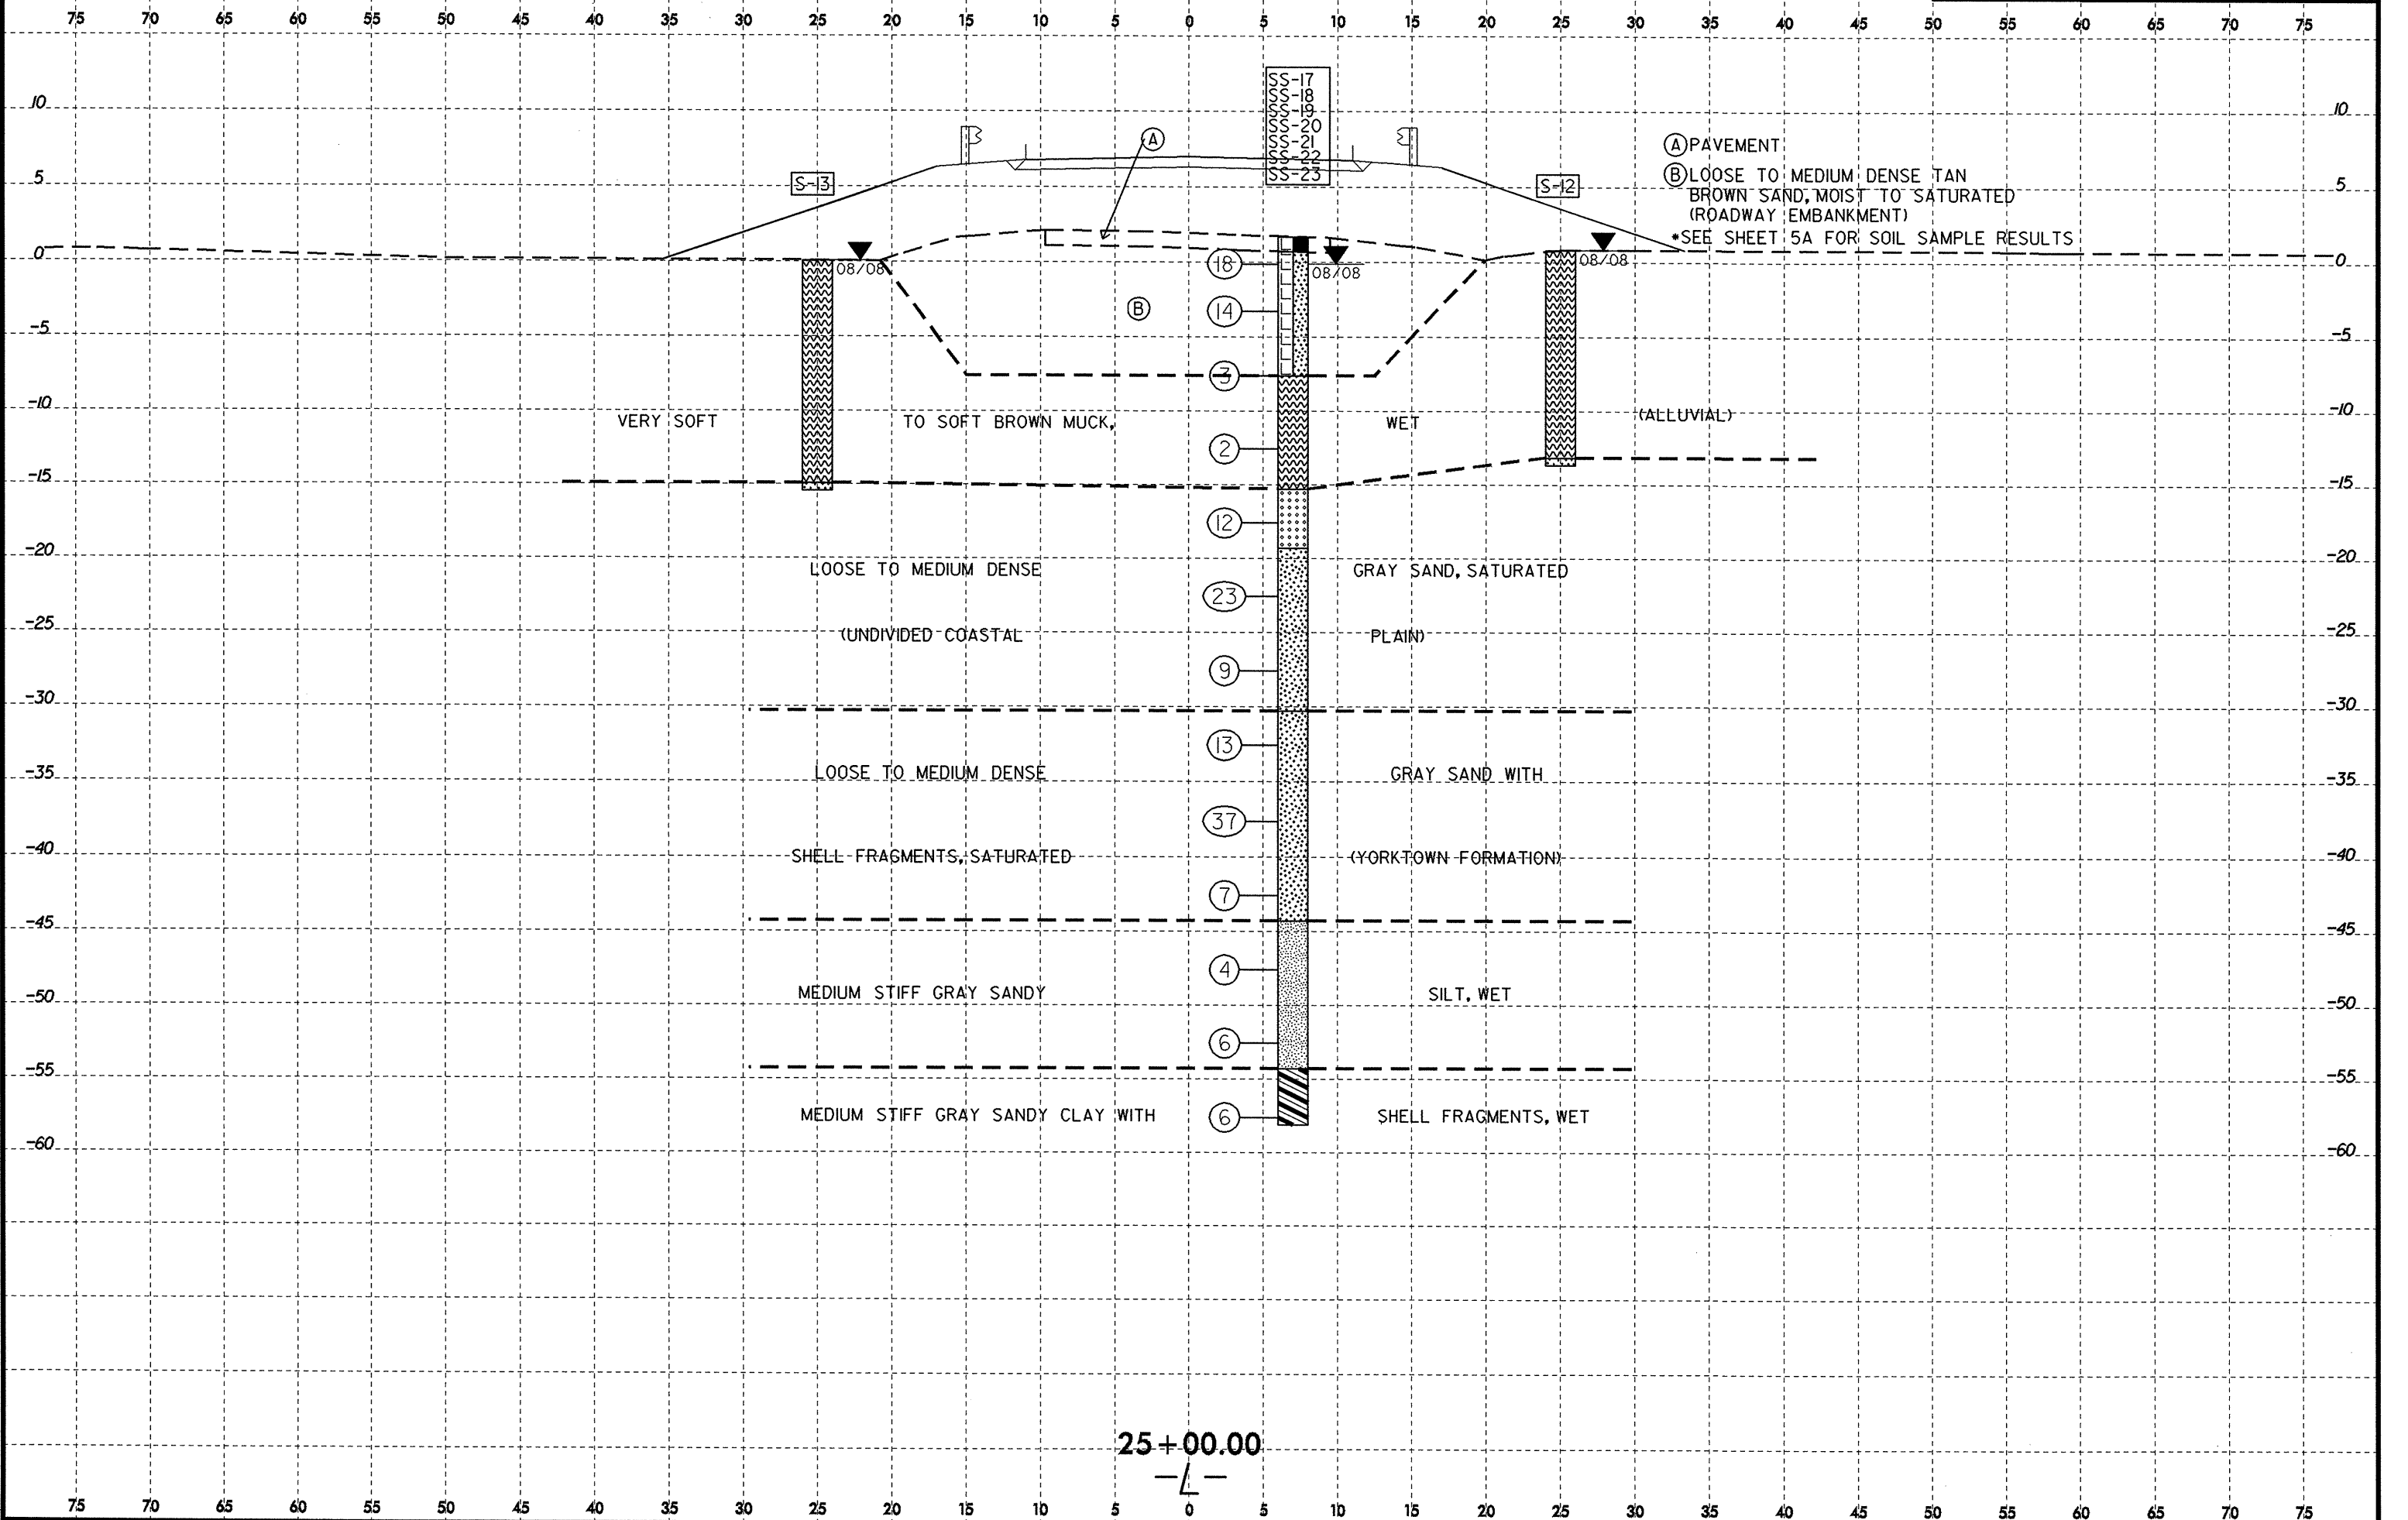 75 70 65 60 55 50 45 40 35 30 25 20 15 10 5 0 5 10 15 20 25 30 35 40 45 50 55 60 65 70 75
SS-17
SS-18
SS-19
SS-20
SS-21
SS-22
SS-23
10 10
A
A PAVEMENT
B LOOSE TO MEDIUM DENSE TAN
BROWN SAND, MOIST TO SATURATED
(ROADWAY EMBANKMENT)
*SEE SHEET 5A FOR SOIL SAMPLE RESULTS
5 S-13 S-12 5
0 08/08 18 08/08 08/08 0
B 14
-5 -5
3
-10 -10
VERY SOFT TO SOFT BROWN MUCK, WET (ALLUVIAL)
2
-15 -15
12
-20 -20
LOOSE TO MEDIUM DENSE GRAY SAND, SATURATED
23
-25 -25
(UNDIVIDED COASTAL PLAIN)
9
-30 -30
13
LOOSE TO MEDIUM DENSE GRAY SAND WITH
-35 -35
37
-40 -40
SHELL FRAGMENTS, SATURATED (YORKTOWN FORMATION)
7
-45 -45
4
MEDIUM STIFF GRAY SANDY SILT, WET
-50 -50
6
-55 -55
MEDIUM STIFF GRAY SANDY CLAY WITH 6 SHELL FRAGMENTS, WET
-60 -60
25+00.00
-L-
75 70 65 60 55 50 45 40 35 30 25 20 15 10 5 0 5 10 15 20 25 30 35 40 45 50 55 60 65 70 75